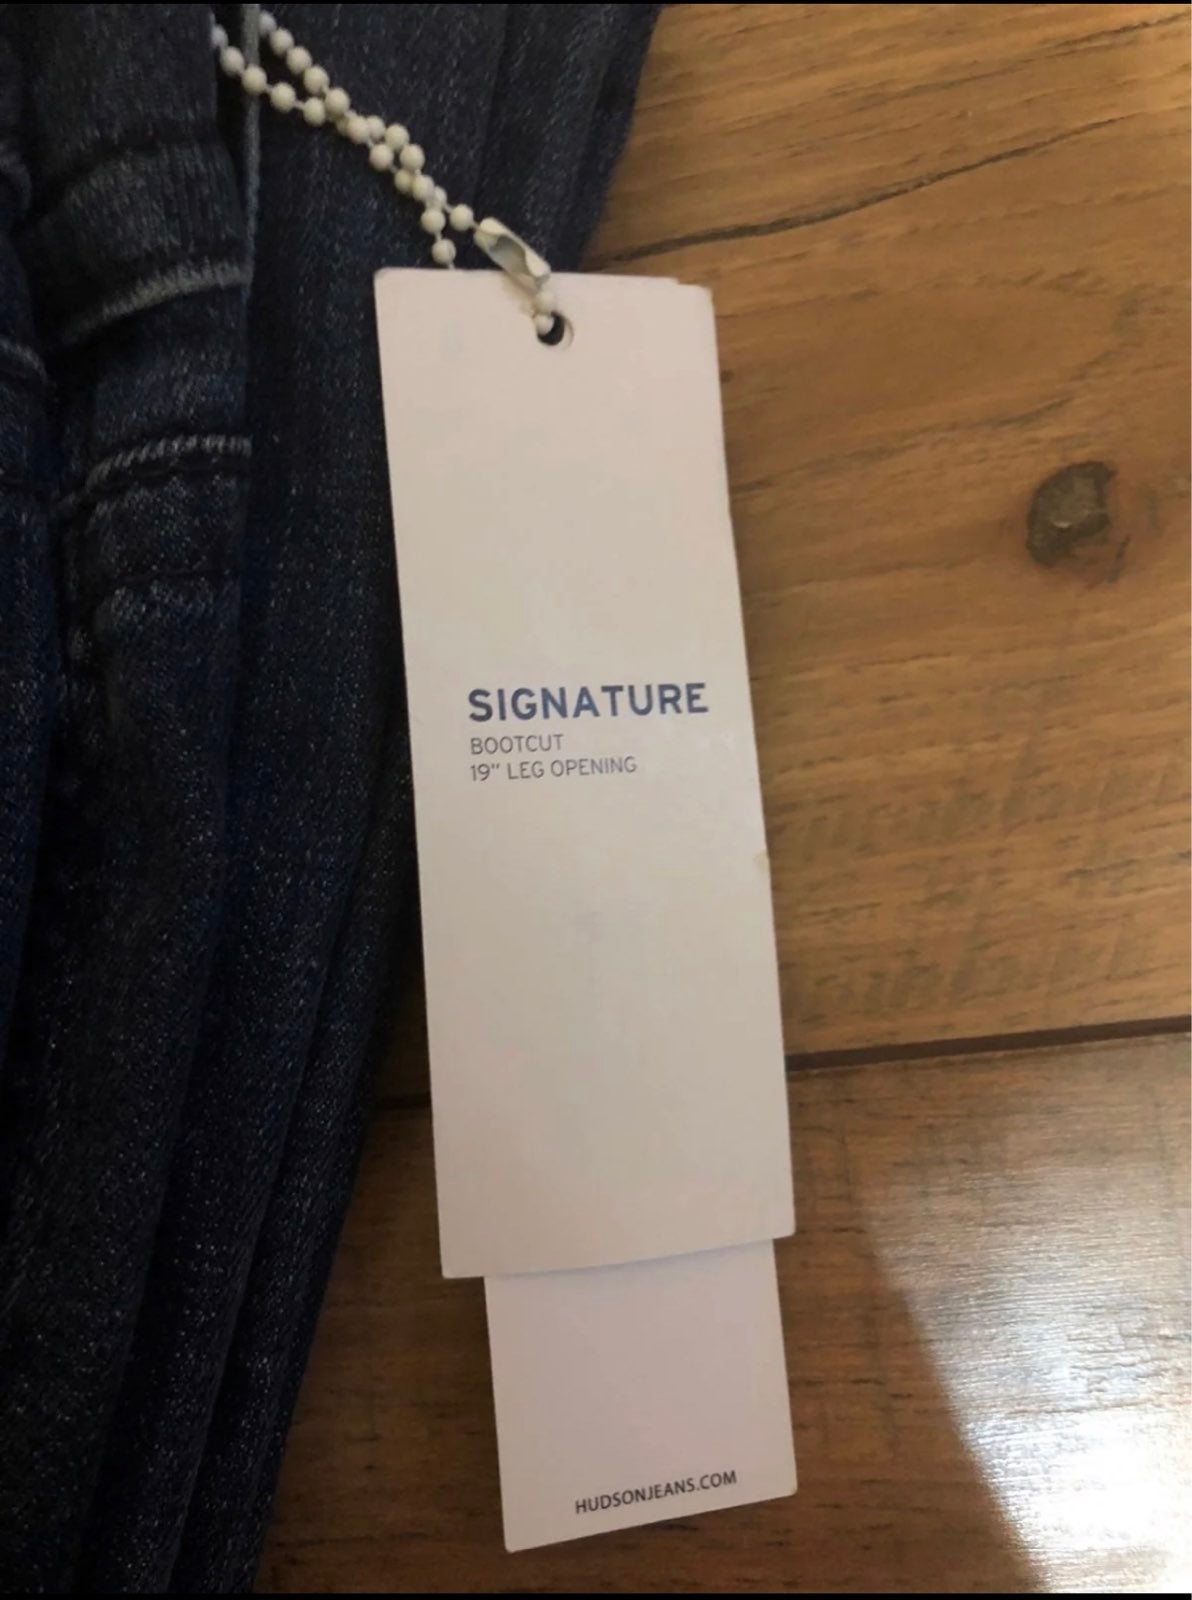 SIGNATURE
BOOTCUT
19" LEG OPENING
HUDSONJEANS.COM